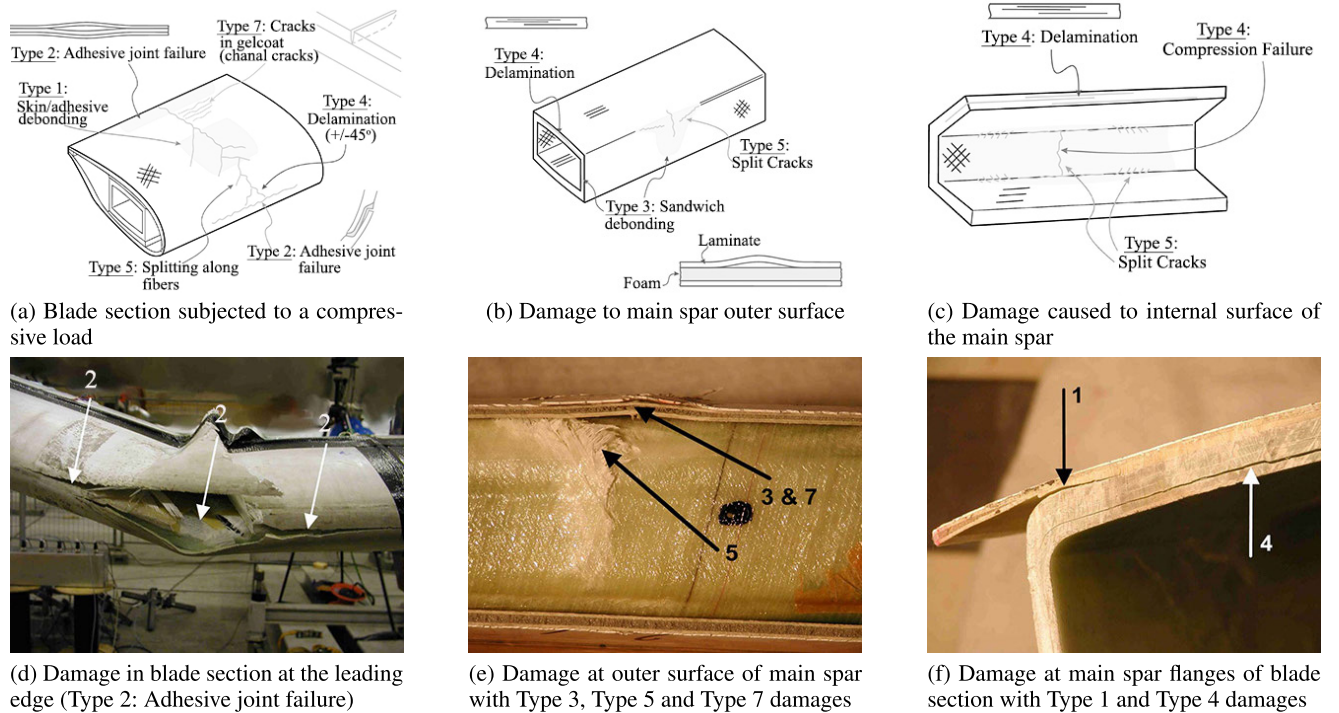 Type 2: Adhesive joint failure
Type 7: Cracks
in gelcoat
(chanal cracks)
Type 1:
Skin/adhesive
debonding
Type 4:
Delamination
(+/-45º)
Type 5: Splitting along
fibers
Type 2: Adhesive joint
failure
(a) Blade section subjected to a compres-
sive load
Type 4:
Delamination
Type 5:
Split Cracks
Type 3: Sandwich
debonding
Laminate
Foam
(b) Damage to main spar outer surface
Type 4: Delamination
Type 4:
Compression Failure
Type 5:
Split Cracks
(c) Damage caused to internal surface of
the main spar
2
2
2
(d) Damage in blade section at the leading
edge (Type 2: Adhesive joint failure)
3 & 7
5
(e) Damage at outer surface of main spar
with Type 3, Type 5 and Type 7 damages
1
4
(f) Damage at main spar flanges of blade
section with Type 1 and Type 4 damages